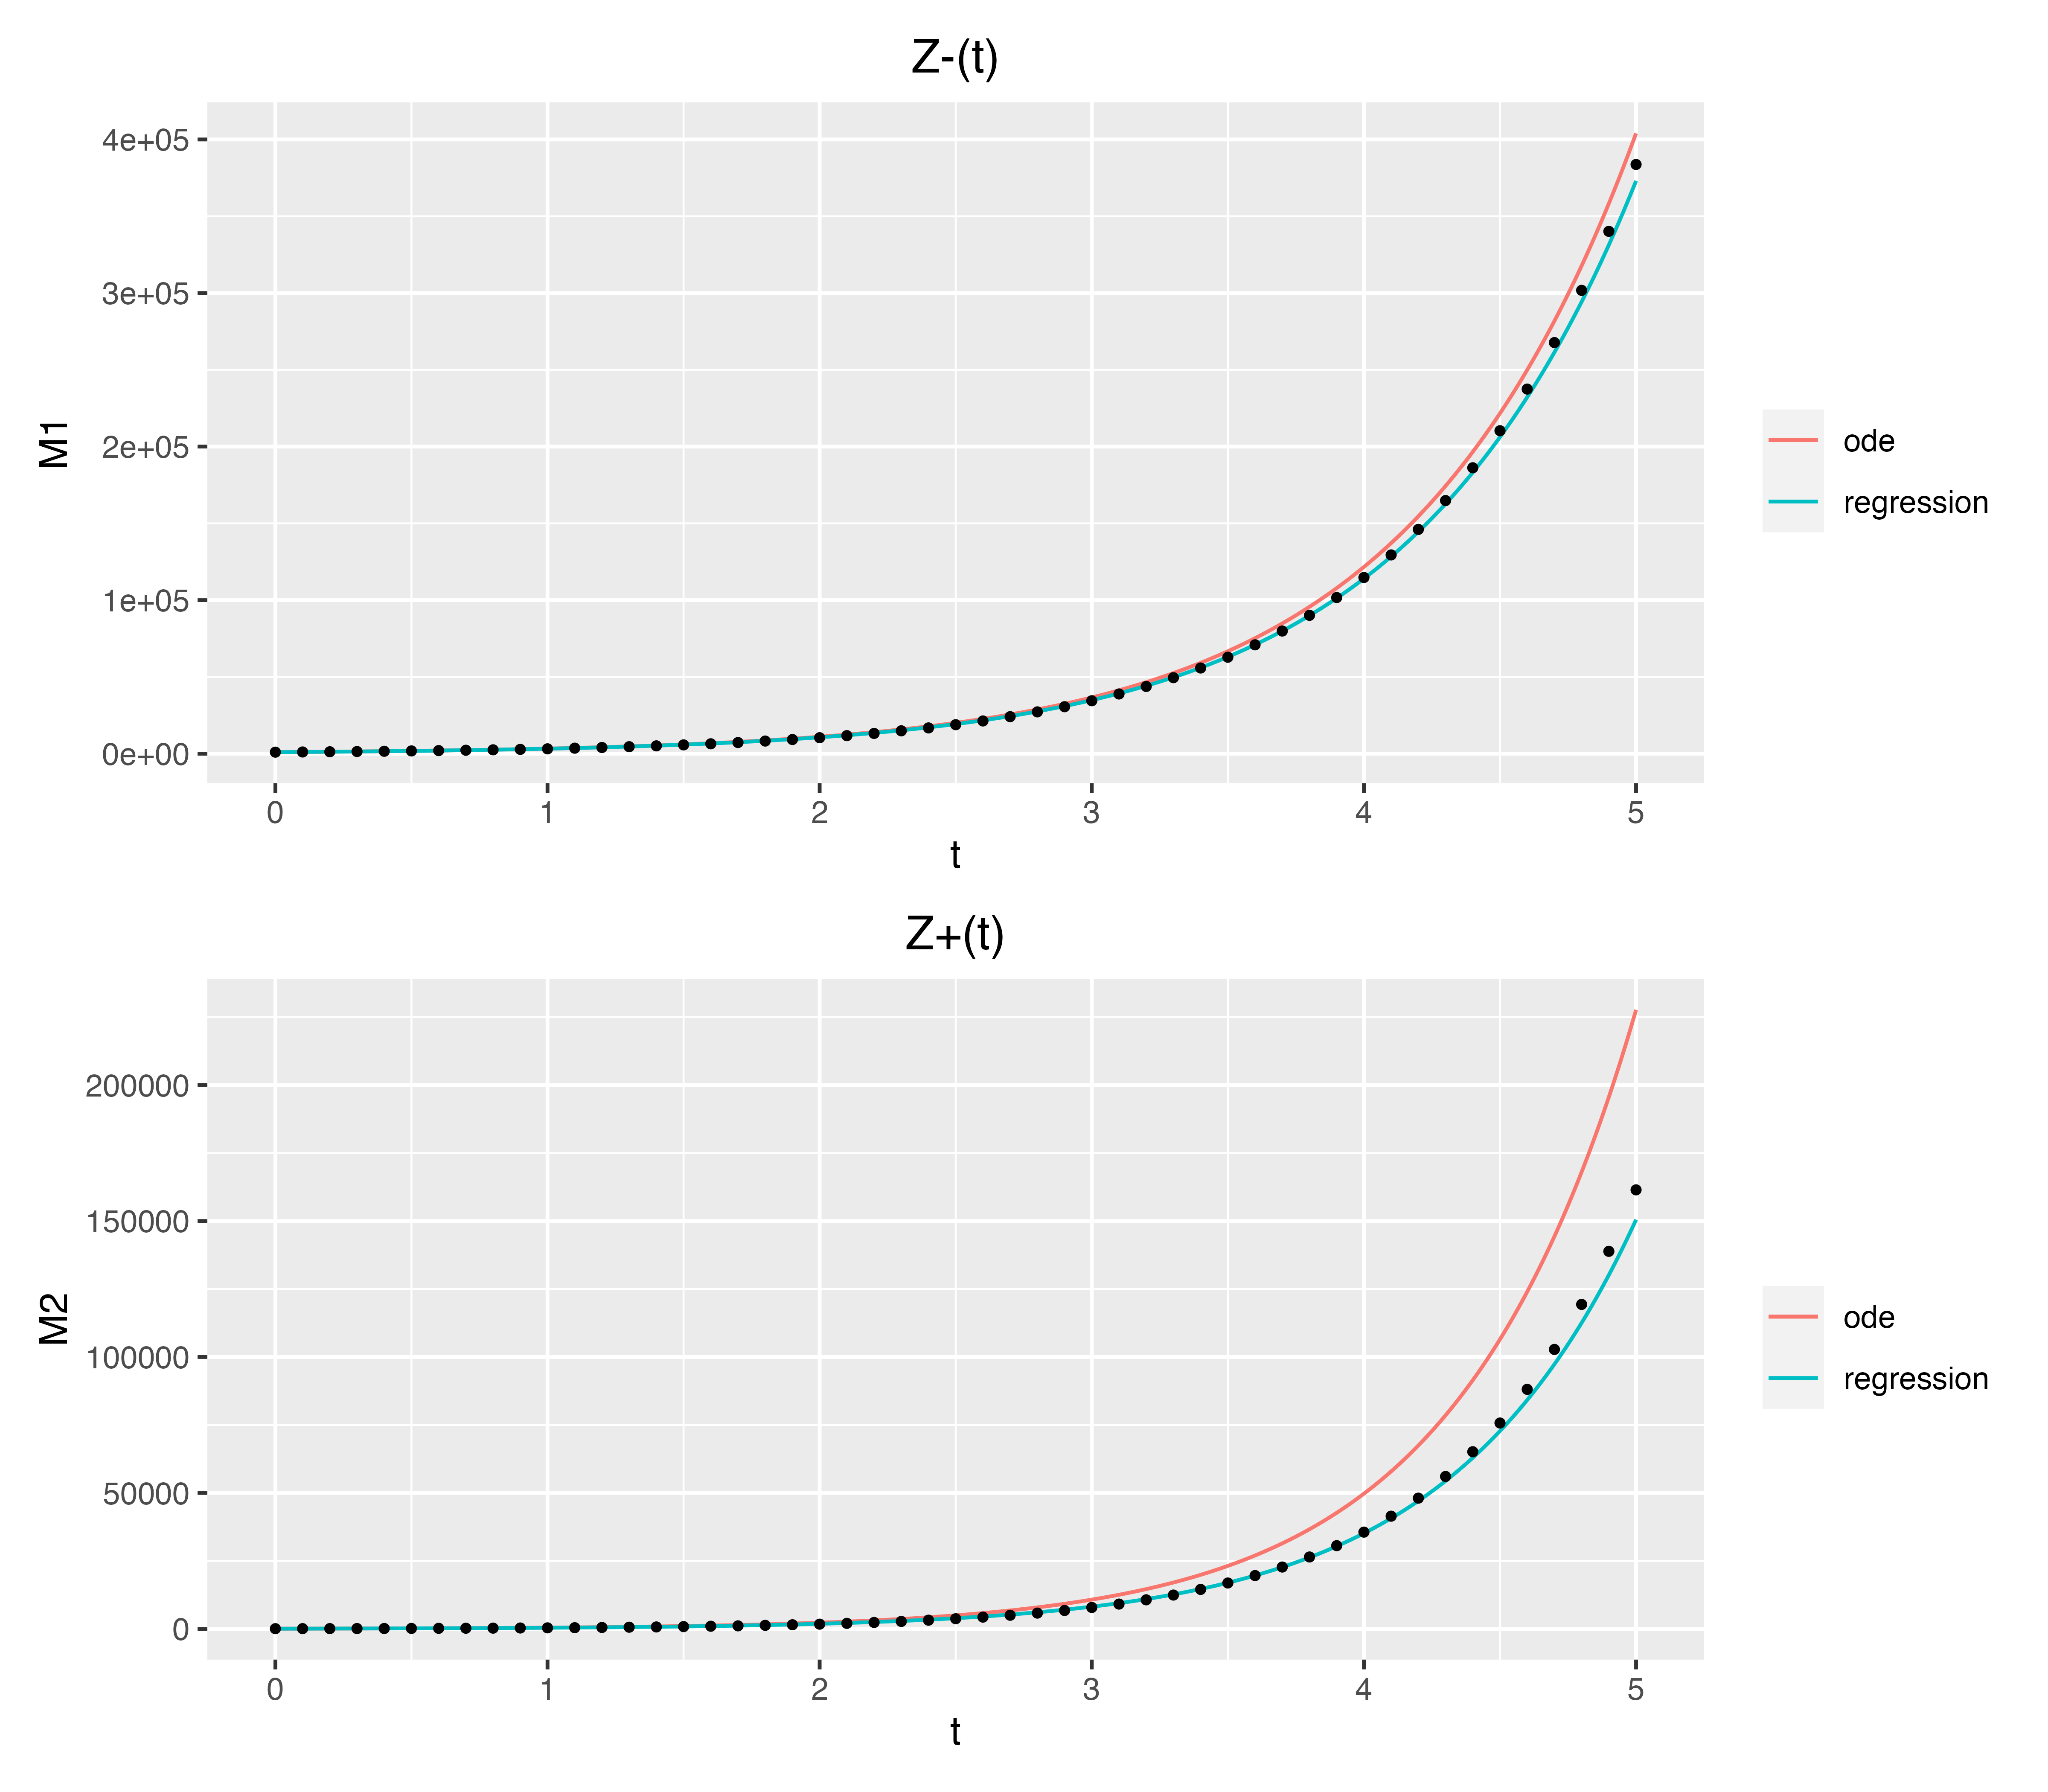 Z-(t)
4e+05
3e+05
2e+05
1e+05
0e+00
M1
0 1 2 3 4 5
t
ode
regression
Z+(t)
200000
150000
100000
50000
0
M2
0 1 2 3 4 5
t
ode
regression